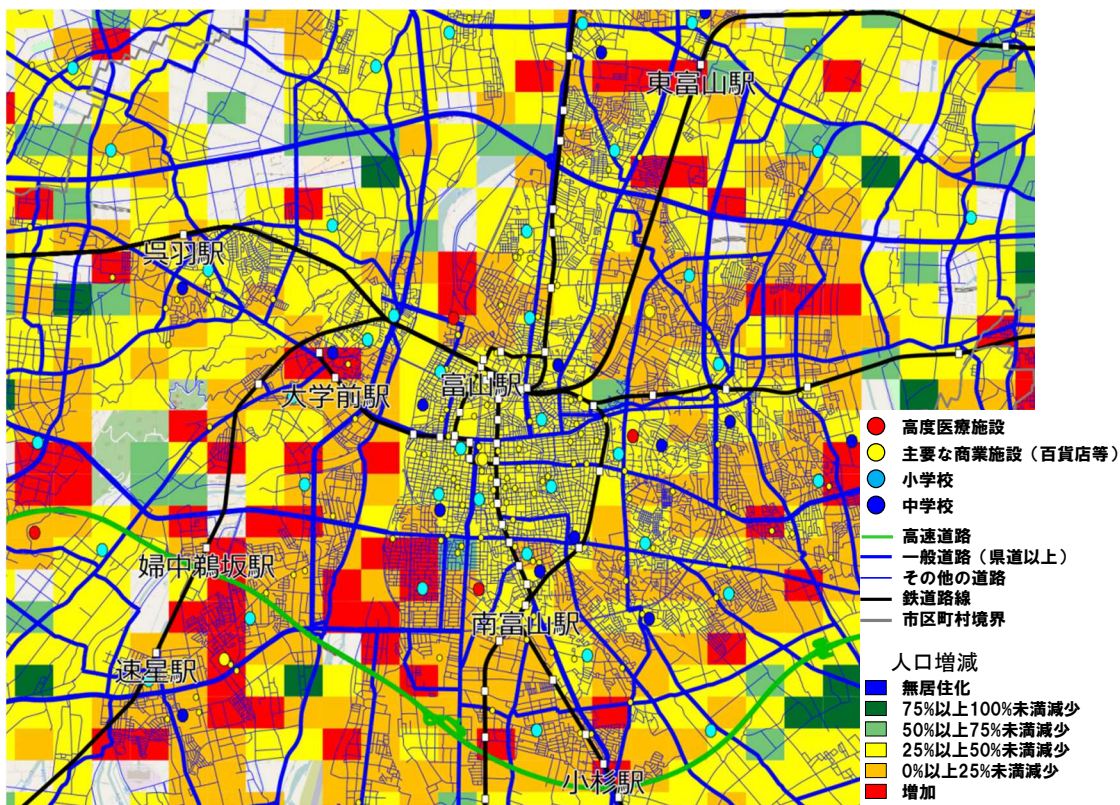 東富山駅
呉羽駅
大学前駅
富山駅
婦中鵜坂駅
南富山駅
速星駅
小杉駅
高度医療施設
主要な商業施設（百貨店等）
小学校
中学校
高速道路
一般道路（県道以上）
その他の道路
鉄道路線
市区町村境界
人口増減
無居住化
75%以上100%未満減少
50%以上75%未満減少
25%以上50%未満減少
0%以上25%未満減少
増加